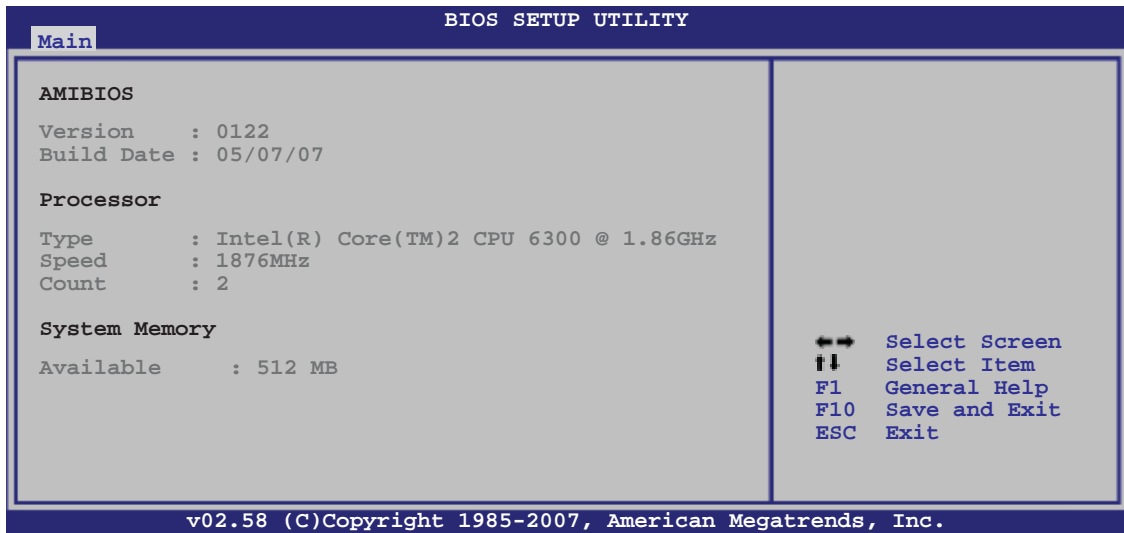 BIOS SETUP UTILITY
Main
AMIBIOS
Version : 0122
Build Date : 05/07/07
Processor
Type : Intel(R) Core(TM)2 CPU 6300 @ 1.86GHz
Speed : 1876MHz
Count : 2
System Memory
Available : 512 MB
←→ Select Screen
↑↓ Select Item
F1 General Help
F10 Save and Exit
ESC Exit
v02.58 (C)Copyright 1985-2007, American Megatrends, Inc.